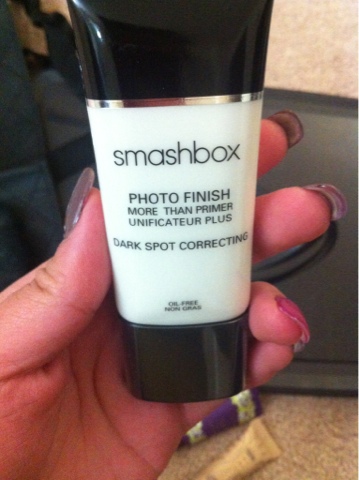 smashbox
PHOTO FINISH
MORE THAN PRIMER
UNIFICATEUR PLUS
DARK SPOT CORRECTING
OIL-FREE
NON GRAS